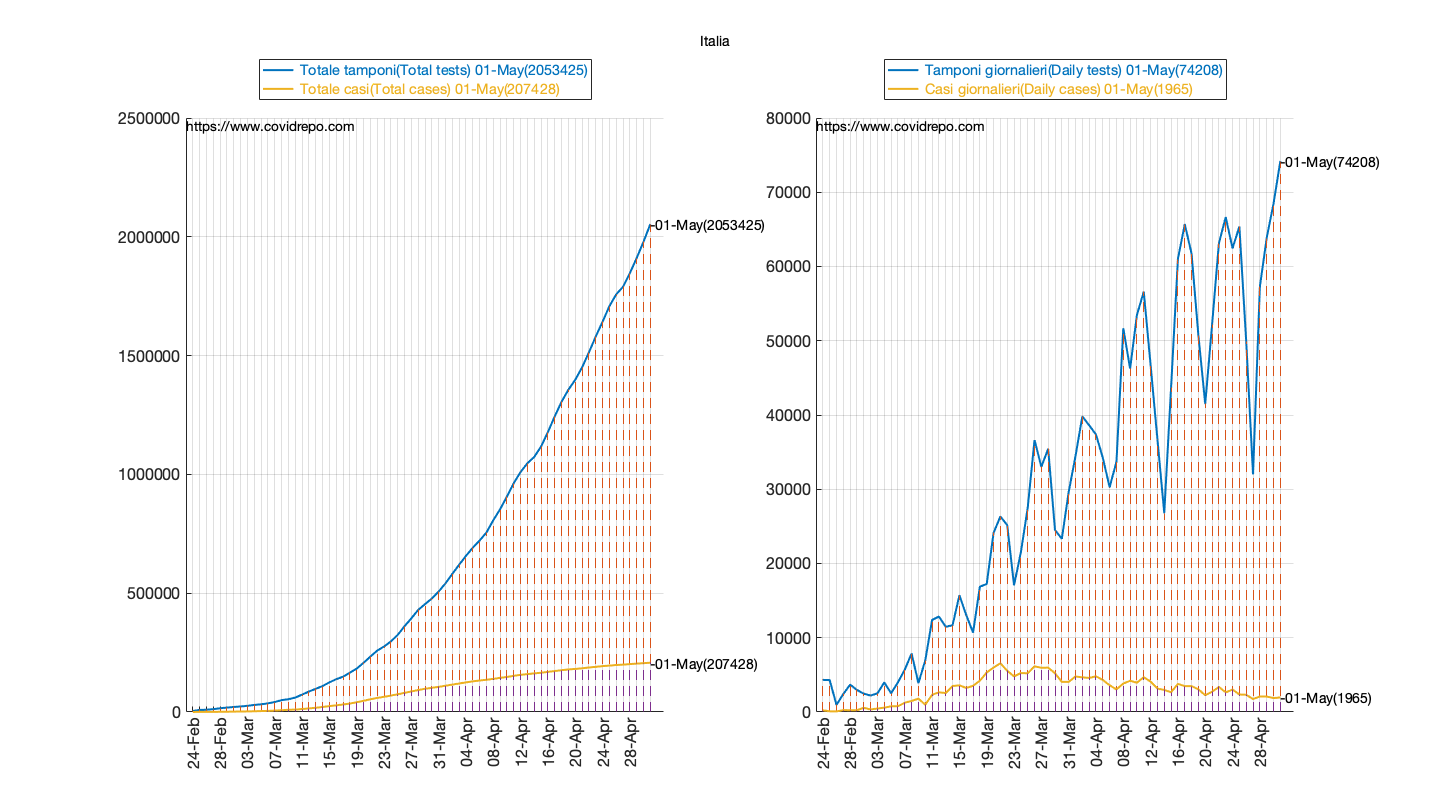 Italia
Totale tamponi(Total tests) 01-May(2053425)
Totale casi(Total cases) 01-May(207428)
https://www.covidrepo.com
2500000
2000000
1500000
1000000
500000
0
01-May(2053425)
01-May(207428)
24-Feb
28-Feb
03-Mar
07-Mar
11-Mar
15-Mar
19-Mar
23-Mar
27-Mar
31-Mar
04-Apr
08-Apr
12-Apr
16-Apr
20-Apr
24-Apr
28-Apr
Tamponi giornalieri(Daily tests) 01-May(74208)
Casi giornalieri(Daily cases) 01-May(1965)
https://www.covidrepo.com
80000
70000
60000
50000
40000
30000
20000
10000
0
01-May(74208)
01-May(1965)
24-Feb
28-Feb
03-Mar
07-Mar
11-Mar
15-Mar
19-Mar
23-Mar
27-Mar
31-Mar
04-Apr
08-Apr
12-Apr
16-Apr
20-Apr
24-Apr
28-Apr